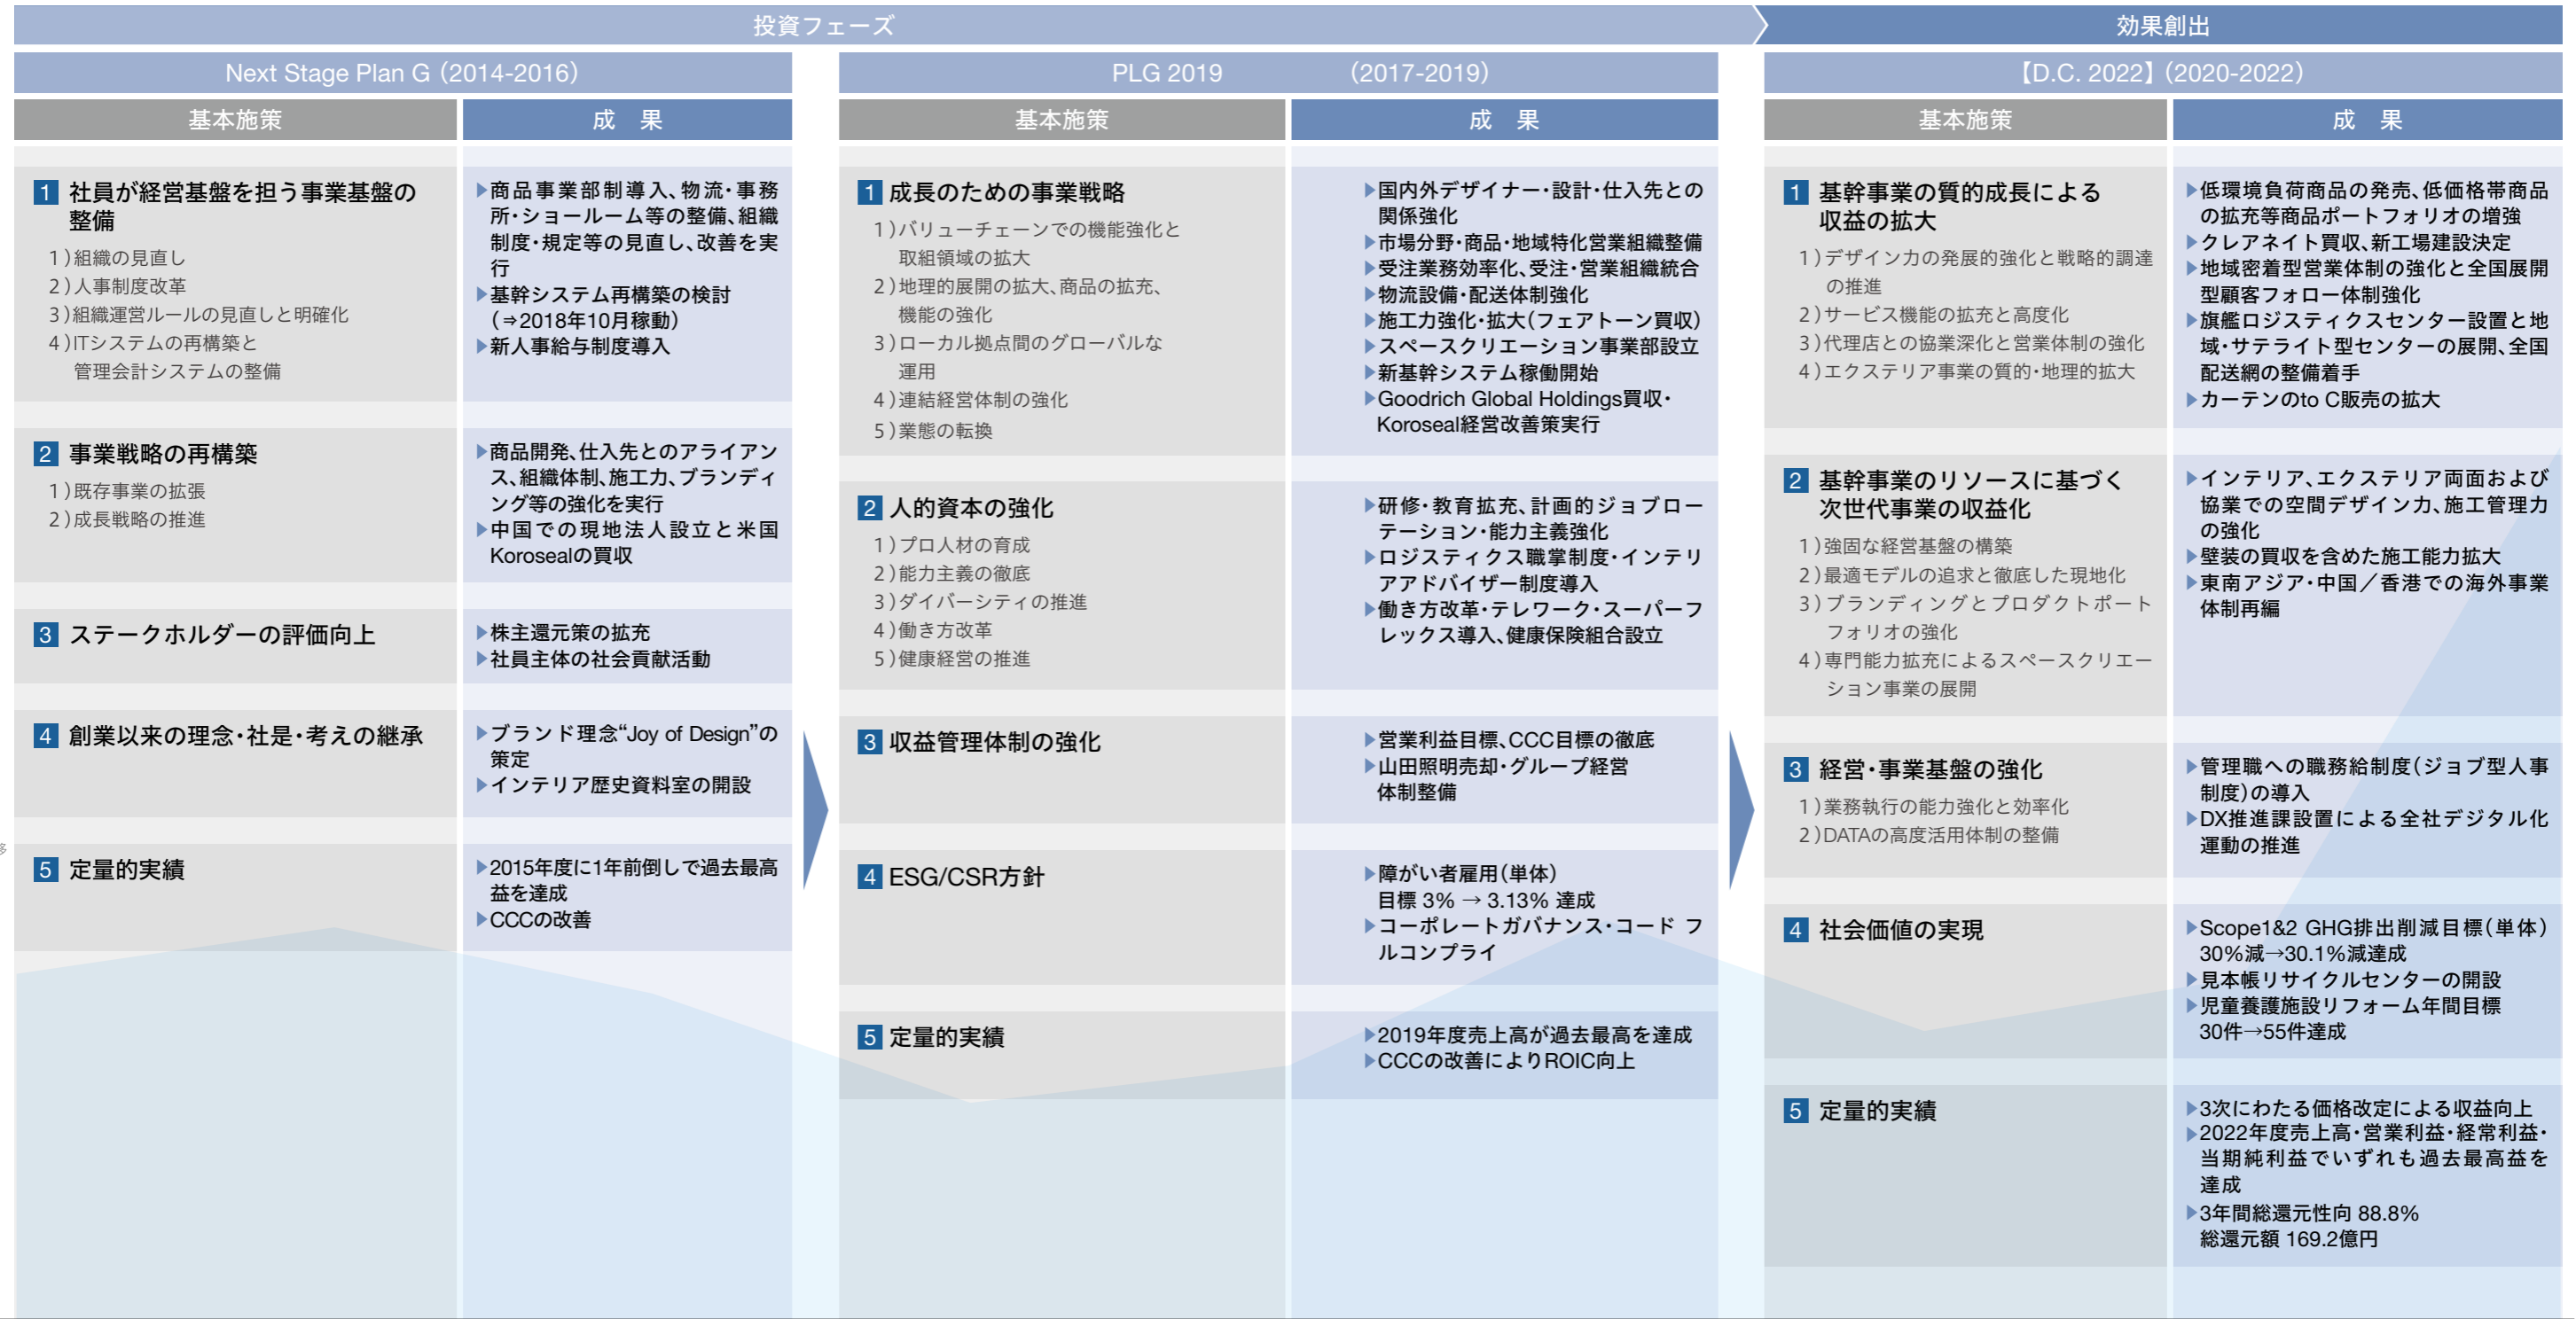 投資フェーズ
効果創出
Next Stage Plan G（2014-2016）
基本施策
成　果
1 社員が経営基盤を担う事業基盤の
整備
1）組織の見直し
2）人事制度改革
3）組織運営ルールの見直しと明確化
4）ITシステムの再構築と
管理会計システムの整備
▶商品事業部制導入、物流・事務
所・ショールーム等の整備、組織
制度・規定等の見直し、改善を実
行
▶基幹システム再構築の検討
（⇒2018年10月稼動）
▶新人事給与制度導入
2 事業戦略の再構築
1）既存事業の拡張
2）成長戦略の推進
▶商品開発、仕入先とのアライアン
ス、組織体制、施工力、ブランディ
ング等の強化を実行
▶中国での現地法人設立と米国
Korosealの買収
3 ステークホルダーの評価向上
▶株主還元策の拡充
▶社員主体の社会貢献活動
4 創業以来の理念・社是・考えの継承
▶ブランド理念“Joy of Design”の
策定
▶インテリア歴史資料室の開設
5 定量的実績
▶2015年度に1年前倒しで過去最高
益を達成
▶CCCの改善
PLG 2019　（2017-2019）
基本施策
成　果
1 成長のための事業戦略
1）バリューチェーンでの機能強化と
取組領域の拡大
2）地理的展開の拡大、商品の拡充、
機能の強化
3）ローカル拠点間のグローバルな
運用
4）連結経営体制の強化
5）業態の転換
▶国内外デザイナー・設計・仕入先との
関係強化
▶市場分野・商品・地域特化営業組織整備
▶受注業務効率化、受注・営業組織統合
▶物流設備・配送体制強化
▶施工力強化・拡大（フェアトーン買収）
▶スペースクリエーション事業部設立
▶新基幹システム稼働開始
▶Goodrich Global Holdings買収・
Koroseal経営改善策実行
2 人的資本の強化
1）プロ人材の育成
2）能力主義の徹底
3）ダイバーシティの推進
4）働き方改革
5）健康経営の推進
▶研修・教育拡充、計画的ジョブロー
テーション・能力主義強化
▶ロジスティクス職掌制度・インテリ
アアドバイザー制度導入
▶働き方改革・テレワーク・スーパーフ
レックス導入、健康保険組合設立
3 収益管理体制の強化
▶営業利益目標、CCC目標の徹底
▶山田照明売却・グループ経営
体制整備
4 ESG/CSR方針
▶障がい者雇用（単体）
目標 3% → 3.13% 達成
▶コーポレートガバナンス・コード フ
ルコンプライ
5 定量的実績
▶2019年度売上高が過去最高を達成
▶CCCの改善によりROIC向上
【D.C. 2022】（2020-2022）
基本施策
成　果
1 基幹事業の質的成長による
収益の拡大
1）デザイン力の発展的強化と戦略的調達
の推進
2）サービス機能の拡充と高度化
3）代理店との協業深化と営業体制の強化
4）エクステリア事業の質的・地理的拡大
▶低環境負荷商品の発売、低価格帯商品
の拡充等商品ポートフォリオの増強
▶クレアネイト買収、新工場建設決定
▶地域密着型営業体制の強化と全国展開
型顧客フォロー体制強化
▶旗艦ロジスティクスセンター設置と地
域・サテライト型センターの展開、全国
配送網の整備着手
▶カーテンのto C販売の拡大
2 基幹事業のリソースに基づく
次世代事業の収益化
1）強固な経営基盤の構築
2）最適モデルの追求と徹底した現地化
3）ブランディングとプロダクトポート
フォリオの強化
4）専門能力拡充によるスペースクリエー
ション事業の展開
▶インテリア、エクステリア両面および
協業での空間デザイン力、施工管理力
の強化
▶壁装の買収を含めた施工能力拡大
▶東南アジア・中国／香港での海外事業
体制再編
3 経営・事業基盤の強化
1）業務執行の能力強化と効率化
2）DATAの高度活用体制の整備
▶管理職への職務給制度（ジョブ型人事
制度）の導入
▶DX推進課設置による全社デジタル化
運動の推進
4 社会価値の実現
▶Scope1&2 GHG排出削減目標（単体）
30%減→30.1%減達成
▶見本帳リサイクルセンターの開設
▶児童養護施設リフォーム年間目標
30件→55件達成
5 定量的実績
▶3次にわたる価格改定による収益向上
▶2022年度売上高・営業利益・経常利益・
当期純利益でいずれも過去最高益を
達成
▶3年間総還元性向 88.8%
総還元額 169.2億円